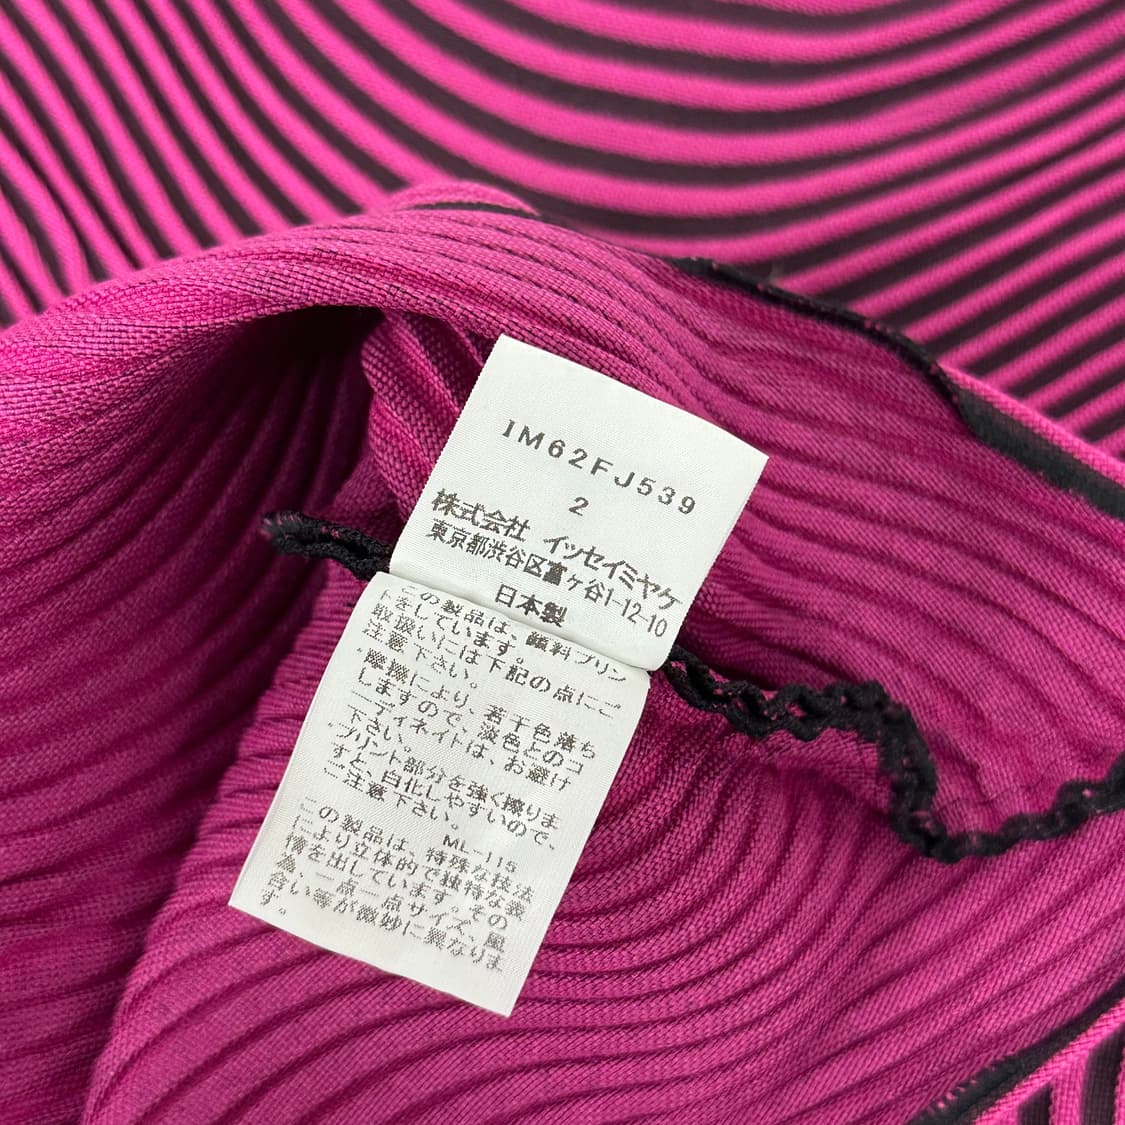 IM62FJ539
2
株式会社 イッセイミヤケ
東京都渋谷区富ヶ谷1-12-10
日本製
この製品は、顔料プリン
トをしています。
取扱いには下記の点にご
注意下さい。
・摩擦により、若干色落ち
しますので、淡色とのコ
ーディネイトは、お避け
下さい。
・プリント部分を強く擦りま
すと、白化しやすいので、
ご注意下さい。
ML-115
この製品は、特殊な技法
により立体的で独特な表
情を出しています。その
為、一点一点サイズ、風
合い等が微妙に異なりま
す。